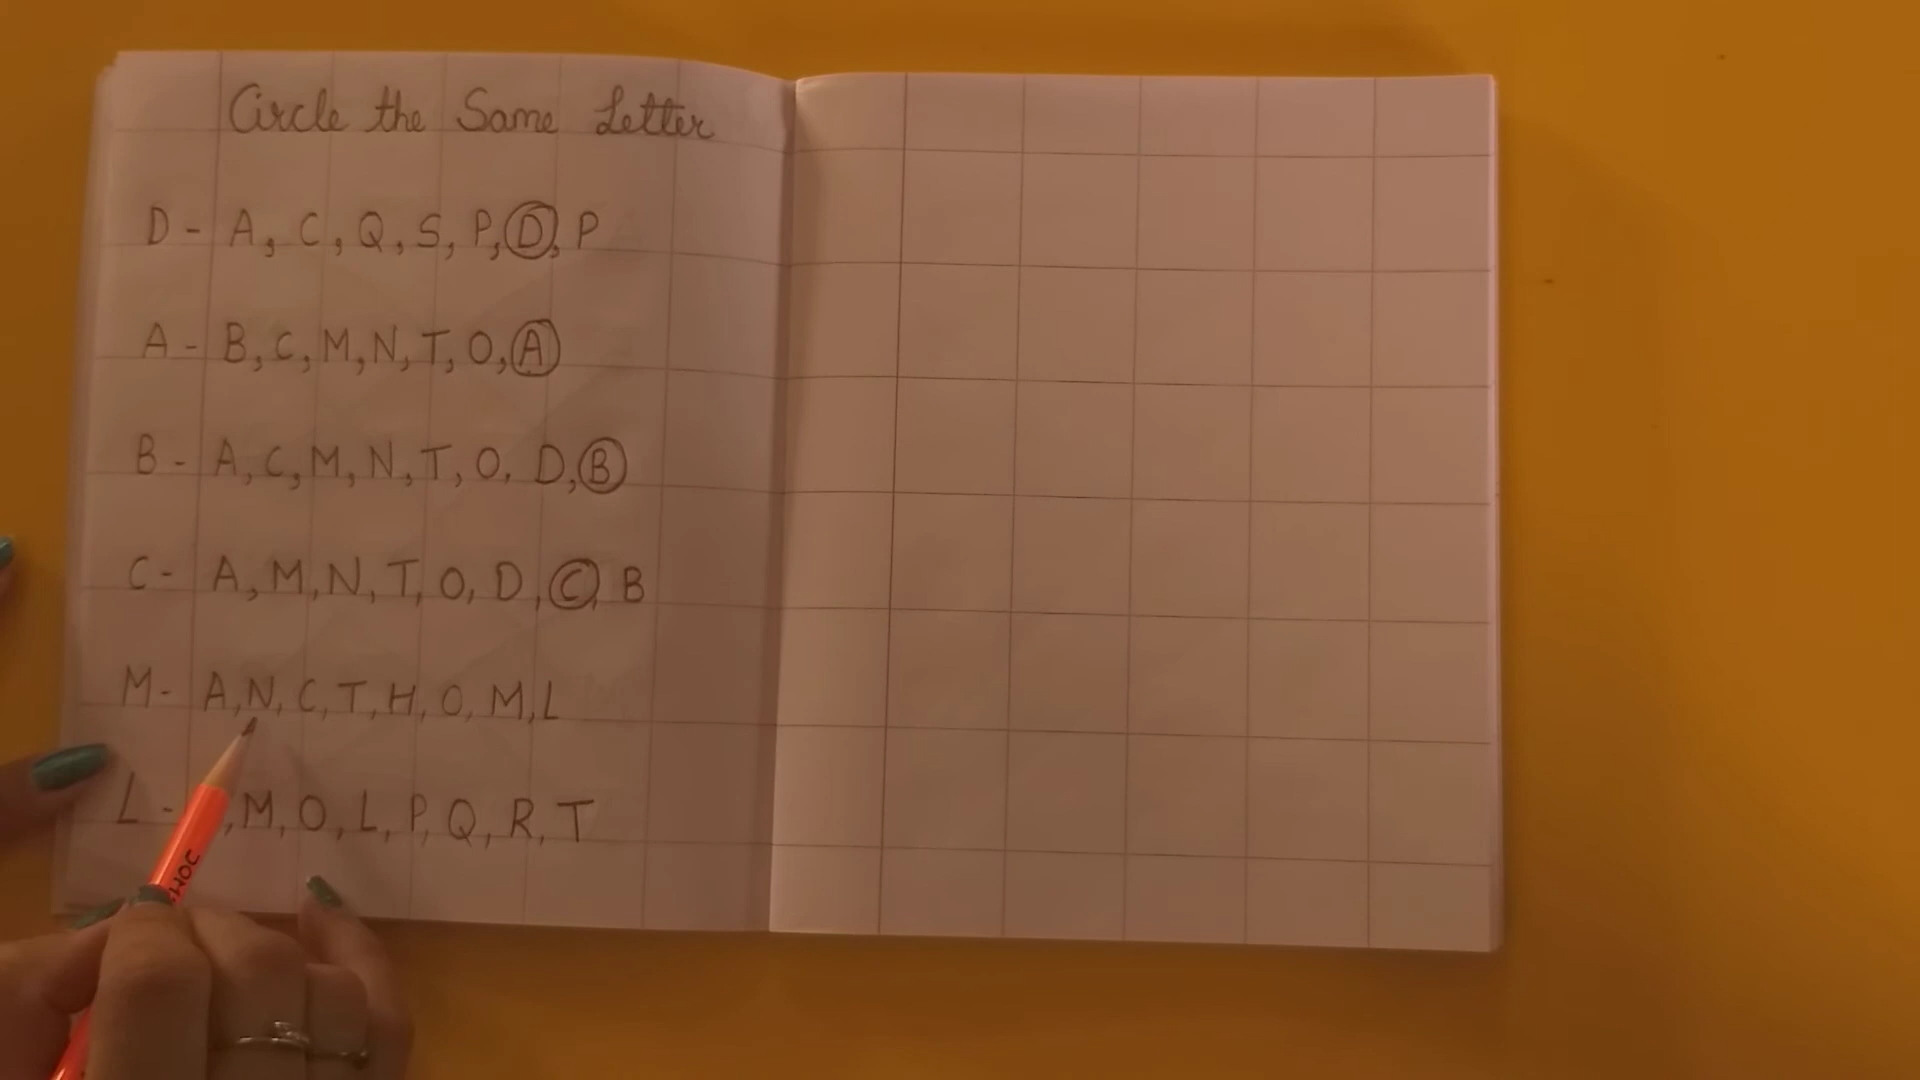 Circle the Same Letter
D - A, C, Q, S, P, D, P
A - B, C, M, N, T, O, A
B - A, C, M, N, T, O, D, B
C - A, M, N, T, O, D, C, B
M - A, N, C, T, H, O, M, L
L - , M, O, L, P, Q, R, T